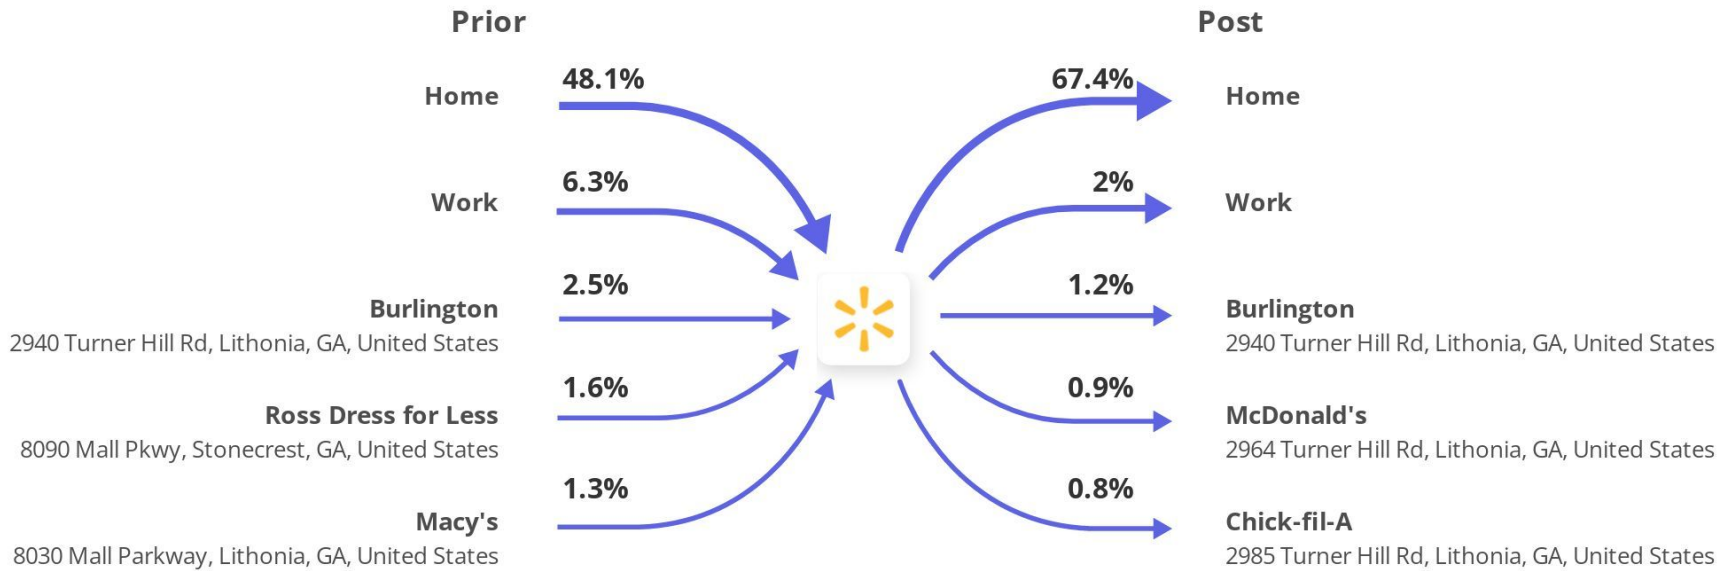 Prior
Post
48.1%
Home
6.3%
Work
2.5%
Burlington
2940 Turner Hill Rd, Lithonia, GA, United States
1.6%
Ross Dress for Less
8090 Mall Pkwy, Stonecrest, GA, United States
1.3%
Macy's
8030 Mall Parkway, Lithonia, GA, United States
67.4%
Home
2%
Work
1.2%
Burlington
2940 Turner Hill Rd, Lithonia, GA, United States
0.9%
McDonald's
2964 Turner Hill Rd, Lithonia, GA, United States
0.8%
Chick-fil-A
2985 Turner Hill Rd, Lithonia, GA, United States